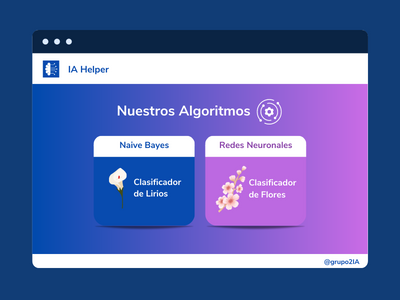 IA Helper
Nuestros Algoritmos
Naive Bayes
Redes Neuronales
Clasificador
de Lirios
Clasificador
de Flores
@grupo2IA